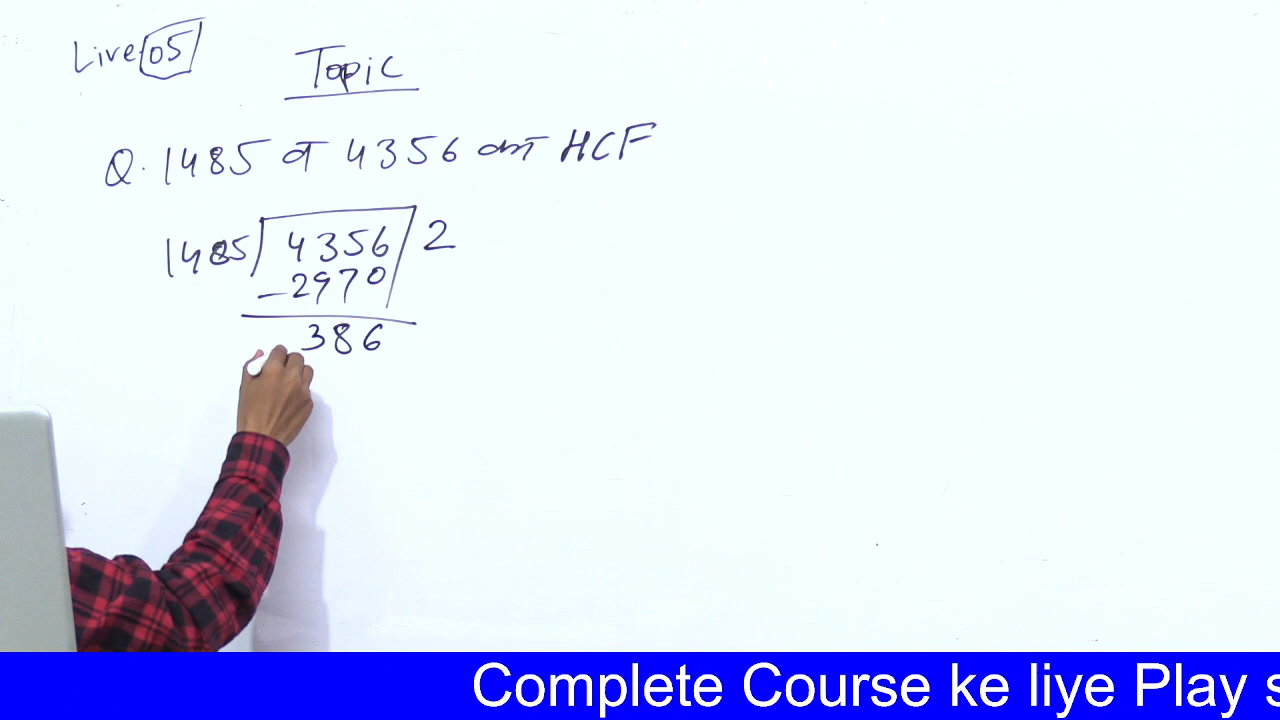 Live 05
Topic
Q. 1485 व 4356 का HCF
1485) 4356 / 2
-2970
386
Complete Course ke liye Play s